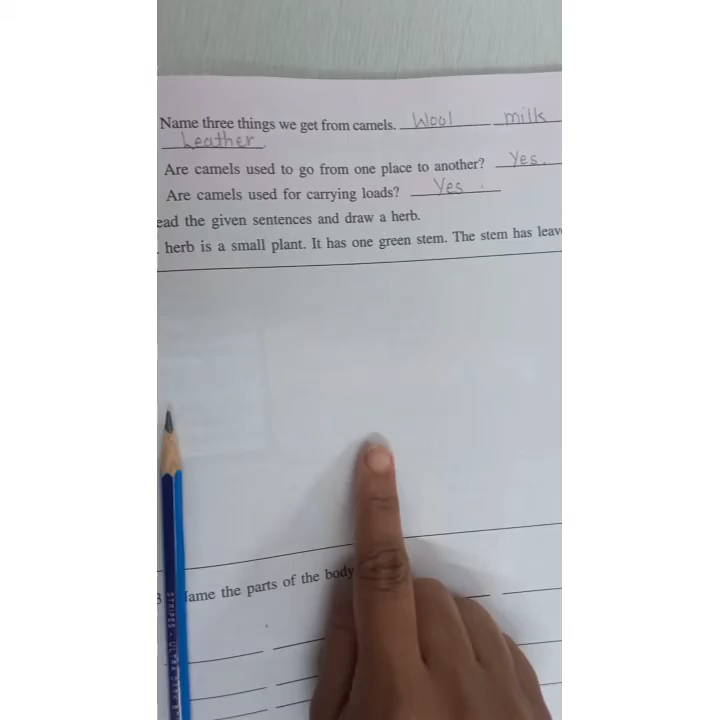 Name three things we get from camels. Wool milk
Leather.
Are camels used to go from one place to another? Yes.
Are camels used for carrying loads? Yes.
ead the given sentences and draw a herb.
. herb is a small plant. It has one green stem. The stem has leav
3 Name the parts of the body